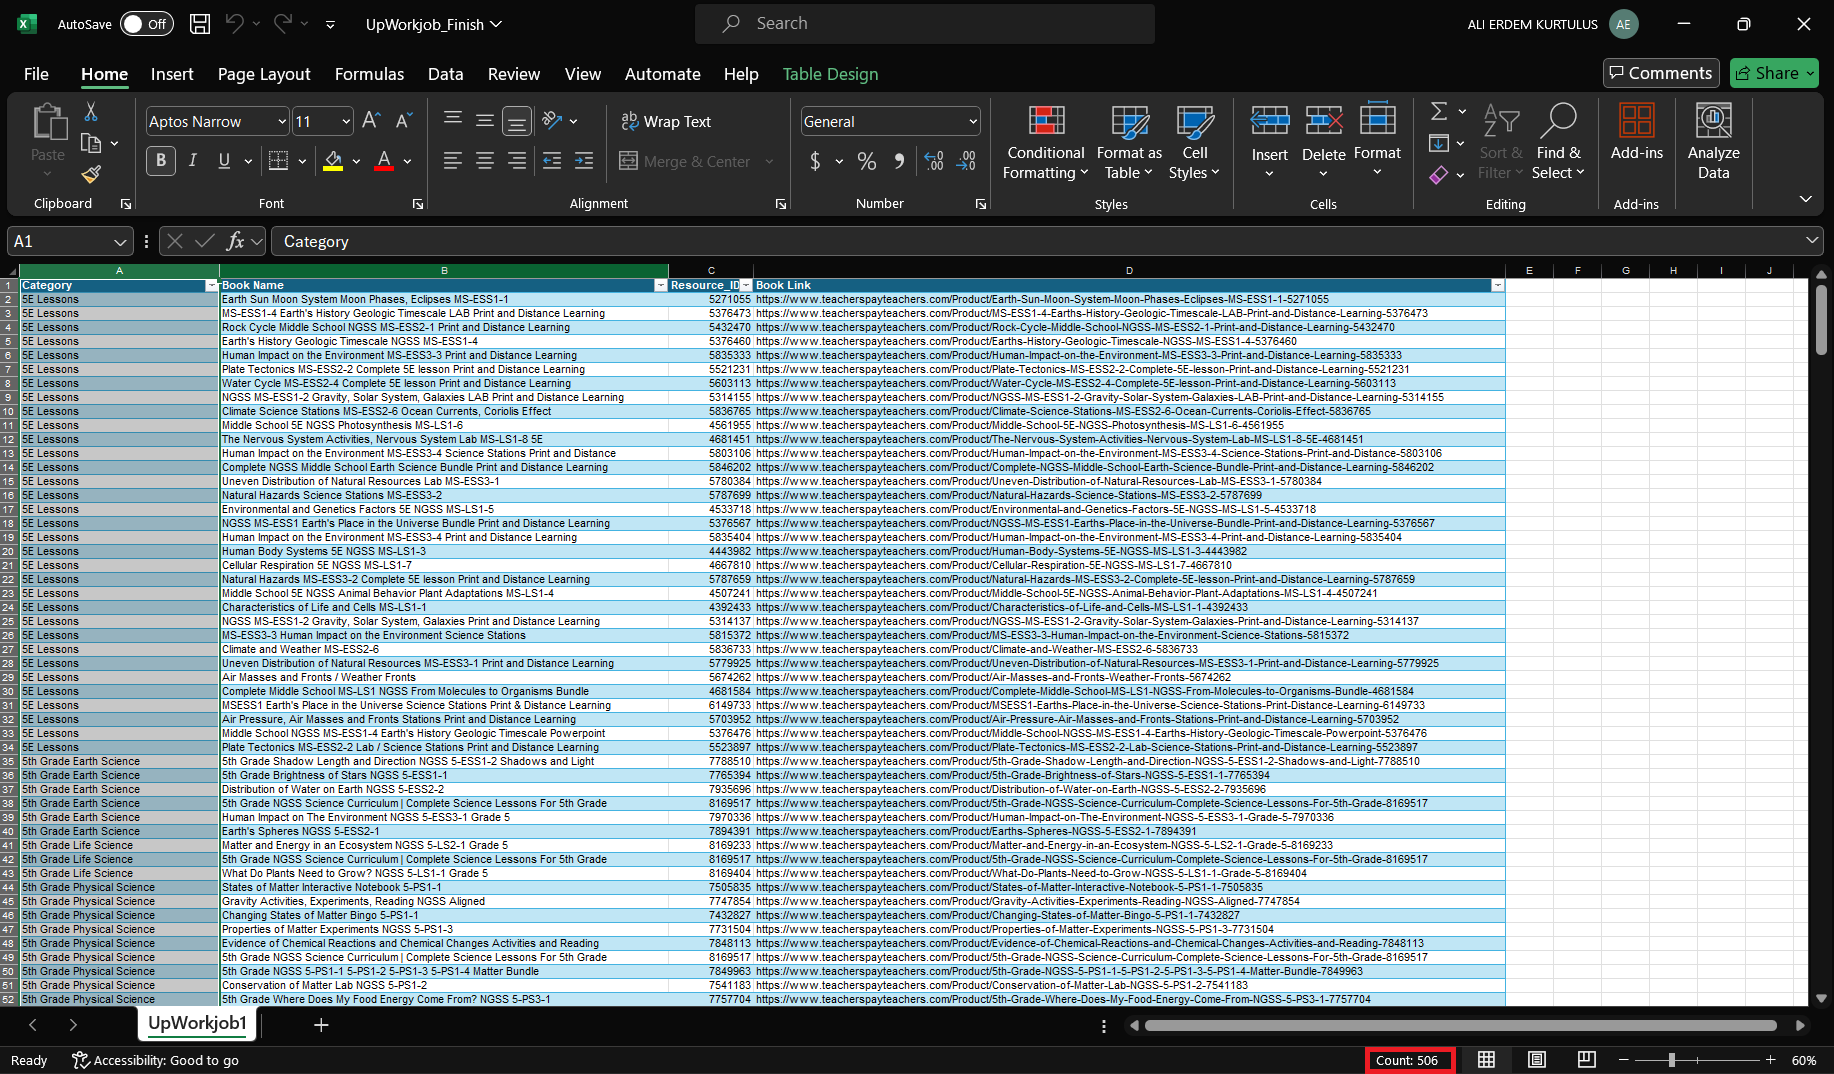 AutoSave Off UpWorkjob_Finish Search ALI ERDEM KURTULUS AE
File Home Insert Page Layout Formulas Data Review View Automate Help Table Design Comments Share
Paste Aptos Narrow 11 Wrap Text General Conditional Formatting Format as Table Cell Styles Insert Delete Format Sort & Filter Find & Select Add-ins Analyze Data
B I U Merge & Center $ %
Clipboard Font Alignment Number Styles Cells Editing Add-ins
A1 fx Category
A B C D E F G H I J
1 Category Book Name Resource_ID Book Link
2 5E Lessons Earth Sun Moon System Moon Phases, Eclipses MS-ESS1-1 5271055 https://www.teacherspayteachers.com/Product/Earth-Sun-Moon-System-Moon-Phases-Eclipses-MS-ESS1-1-5271055
3 5E Lessons MS-ESS1-4 Earth's History Geologic Timescale LAB Print and Distance Learning 5376473 https://www.teacherspayteachers.com/Product/MS-ESS1-4-Earths-History-Geologic-Timescale-LAB-Print-and-Distance-Learning-5376473
4 5E Lessons Rock Cycle Middle School NGSS MS-ESS2-1 Print and Distance Learning 5432470 https://www.teacherspayteachers.com/Product/Rock-Cycle-Middle-School-NGSS-MS-ESS2-1-Print-and-Distance-Learning-5432470
5 5E Lessons Earth's History Geologic Timescale NGSS MS-ESS1-4 5376460 https://www.teacherspayteachers.com/Product/Earths-History-Geologic-Timescale-NGSS-MS-ESS1-4-5376460
6 5E Lessons Human Impact on the Environment MS-ESS3-3 Print and Distance Learning 5835333 https://www.teacherspayteachers.com/Product/Human-Impact-on-the-Environment-MS-ESS3-3-Print-and-Distance-Learning-5835333
7 5E Lessons Plate Tectonics MS-ESS2-2 Complete 5E lesson Print and Distance Learning 5521231 https://www.teacherspayteachers.com/Product/Plate-Tectonics-MS-ESS2-2-Complete-5E-lesson-Print-and-Distance-Learning-5521231
8 5E Lessons Water Cycle MS-ESS2-4 Complete 5E lesson Print and Distance Learning 5603113 https://www.teacherspayteachers.com/Product/Water-Cycle-MS-ESS2-4-Complete-5E-lesson-Print-and-Distance-Learning-5603113
9 5E Lessons NGSS MS-ESS1-2 Gravity, Solar System, Galaxies LAB Print and Distance Learning 5314155 https://www.teacherspayteachers.com/Product/NGSS-MS-ESS1-2-Gravity-Solar-System-Galaxies-LAB-Print-and-Distance-Learning-5314155
10 5E Lessons Climate Science Stations MS-ESS2-6 Ocean Currents, Coriolis Effect 5836765 https://www.teacherspayteachers.com/Product/Climate-Science-Stations-MS-ESS2-6-Ocean-Currents-Coriolis-Effect-5836765
11 5E Lessons Middle School 5E NGSS Photosynthesis MS-LS1-6 4561955 https://www.teacherspayteachers.com/Product/Middle-School-5E-NGSS-Photosynthesis-MS-LS1-6-4561955
12 5E Lessons The Nervous System Activities, Nervous System Lab MS-LS1-8 5E 4681451 https://www.teacherspayteachers.com/Product/The-Nervous-System-Activities-Nervous-System-Lab-MS-LS1-8-5E-4681451
13 5E Lessons Human Impact on the Environment MS-ESS3-4 Science Stations Print and Distance 5803106 https://www.teacherspayteachers.com/Product/Human-Impact-on-the-Environment-MS-ESS3-4-Science-Stations-Print-and-Distance-5803106
14 5E Lessons Complete NGSS Middle School Earth Science Bundle Print and Distance Learning 5846202 https://www.teacherspayteachers.com/Product/Complete-NGSS-Middle-School-Earth-Science-Bundle-Print-and-Distance-Learning-5846202
15 5E Lessons Uneven Distribution of Natural Resources Lab MS-ESS3-1 5780384 https://www.teacherspayteachers.com/Product/Uneven-Distribution-of-Natural-Resources-Lab-MS-ESS3-1-5780384
16 5E Lessons Natural Hazards Science Stations MS-ESS3-2 5787699 https://www.teacherspayteachers.com/Product/Natural-Hazards-Science-Stations-MS-ESS3-2-5787699
17 5E Lessons Environmental and Genetics Factors 5E NGSS MS-LS1-5 4533718 https://www.teacherspayteachers.com/Product/Environmental-and-Genetics-Factors-5E-NGSS-MS-LS1-5-4533718
18 5E Lessons NGSS MS-ESS1 Earth's Place in the Universe Bundle Print and Distance Learning 5376567 https://www.teacherspayteachers.com/Product/NGSS-MS-ESS1-Earths-Place-in-the-Universe-Bundle-Print-and-Distance-Learning-5376567
19 5E Lessons Human Impact on the Environment MS-ESS3-4 Print and Distance Learning 5835404 https://www.teacherspayteachers.com/Product/Human-Impact-on-the-Environment-MS-ESS3-4-Print-and-Distance-Learning-5835404
20 5E Lessons Human Body Systems 5E NGSS MS-LS1-3 4443982 https://www.teacherspayteachers.com/Product/Human-Body-Systems-5E-NGSS-MS-LS1-3-4443982
21 5E Lessons Cellular Respiration 5E NGSS MS-LS1-7 4667810 https://www.teacherspayteachers.com/Product/Cellular-Respiration-5E-NGSS-MS-LS1-7-4667810
22 5E Lessons Natural Hazards MS-ESS3-2 Complete 5E lesson Print and Distance Learning 5787659 https://www.teacherspayteachers.com/Product/Natural-Hazards-MS-ESS3-2-Complete-5E-lesson-Print-and-Distance-Learning-5787659
23 5E Lessons Middle School 5E NGSS Animal Behavior Plant Adaptations MS-LS1-4 4507241 https://www.teacherspayteachers.com/Product/Middle-School-5E-NGSS-Animal-Behavior-Plant-Adaptations-MS-LS1-4-4507241
24 5E Lessons Characteristics of Life and Cells MS-LS1-1 4392433 https://www.teacherspayteachers.com/Product/Characteristics-of-Life-and-Cells-MS-LS1-1-4392433
25 5E Lessons NGSS MS-ESS1-2 Gravity, Solar System, Galaxies Print and Distance Learning 5314137 https://www.teacherspayteachers.com/Product/NGSS-MS-ESS1-2-Gravity-Solar-System-Galaxies-Print-and-Distance-Learning-5314137
26 5E Lessons MS-ESS3-3 Human Impact on the Environment Science Stations 5815372 https://www.teacherspayteachers.com/Product/MS-ESS3-3-Human-Impact-on-the-Environment-Science-Stations-5815372
27 5E Lessons Climate and Weather MS-ESS2-6 5836733 https://www.teacherspayteachers.com/Product/Climate-and-Weather-MS-ESS2-6-5836733
28 5E Lessons Uneven Distribution of Natural Resources MS-ESS3-1 Print and Distance Learning 5779925 https://www.teacherspayteachers.com/Product/Uneven-Distribution-of-Natural-Resources-MS-ESS3-1-Print-and-Distance-Learning-5779925
29 5E Lessons Air Masses and Fronts / Weather Fronts 5674262 https://www.teacherspayteachers.com/Product/Air-Masses-and-Fronts-Weather-Fronts-5674262
30 5E Lessons Complete Middle School MS-LS1 NGSS From Molecules to Organisms Bundle 4681584 https://www.teacherspayteachers.com/Product/Complete-Middle-School-MS-LS1-NGSS-From-Molecules-to-Organisms-Bundle-4681584
31 5E Lessons MSESS1 Earth's Place in the Universe Science Stations Print & Distance Learning 6149733 https://www.teacherspayteachers.com/Product/MSESS1-Earths-Place-in-the-Universe-Science-Stations-Print-Distance-Learning-6149733
32 5E Lessons Air Pressure, Air Masses and Fronts Stations Print and Distance Learning 5703952 https://www.teacherspayteachers.com/Product/Air-Pressure-Air-Masses-and-Fronts-Stations-Print-and-Distance-Learning-5703952
33 5E Lessons Middle School NGSS MS-ESS1-4 Earth's History Geologic Timescale Powerpoint 5376476 https://www.teacherspayteachers.com/Product/Middle-School-NGSS-MS-ESS1-4-Earths-History-Geologic-Timescale-Powerpoint-5376476
34 5E Lessons Plate Tectonics MS-ESS2-2 Lab / Science Stations Print and Distance Learning 5523897 https://www.teacherspayteachers.com/Product/Plate-Tectonics-MS-ESS2-2-Lab-Science-Stations-Print-and-Distance-Learning-5523897
35 5th Grade Earth Science 5th Grade Shadow Length and Direction NGSS 5-ESS1-2 Shadows and Light 7788510 https://www.teacherspayteachers.com/Product/5th-Grade-Shadow-Length-and-Direction-NGSS-5-ESS1-2-Shadows-and-Light-7788510
36 5th Grade Earth Science 5th Grade Brightness of Stars NGSS 5-ESS1-1 7765394 https://www.teacherspayteachers.com/Product/5th-Grade-Brightness-of-Stars-NGSS-5-ESS1-1-7765394
37 5th Grade Earth Science Distribution of Water on Earth NGSS 5-ESS2-2 7935696 https://www.teacherspayteachers.com/Product/Distribution-of-Water-on-Earth-NGSS-5-ESS2-2-7935696
38 5th Grade Earth Science 5th Grade NGSS Science Curriculum | Complete Science Lessons For 5th Grade 8169517 https://www.teacherspayteachers.com/Product/5th-Grade-NGSS-Science-Curriculum-Complete-Science-Lessons-For-5th-Grade-8169517
39 5th Grade Earth Science Human Impact on The Environment NGSS 5-ESS3-1 Grade 5 7970336 https://www.teacherspayteachers.com/Product/Human-Impact-on-The-Environment-NGSS-5-ESS3-1-Grade-5-7970336
40 5th Grade Earth Science Earth's Spheres NGSS 5-ESS2-1 7894391 https://www.teacherspayteachers.com/Product/Earths-Spheres-NGSS-5-ESS2-1-7894391
41 5th Grade Life Science Matter and Energy in an Ecosystem NGSS 5-LS2-1 Grade 5 8169233 https://www.teacherspayteachers.com/Product/Matter-and-Energy-in-an-Ecosystem-NGSS-5-LS2-1-Grade-5-8169233
42 5th Grade Life Science 5th Grade NGSS Science Curriculum | Complete Science Lessons For 5th Grade 8169517 https://www.teacherspayteachers.com/Product/5th-Grade-NGSS-Science-Curriculum-Complete-Science-Lessons-For-5th-Grade-8169517
43 5th Grade Life Science What Do Plants Need to Grow? NGSS 5-LS1-1 Grade 5 8169404 https://www.teacherspayteachers.com/Product/What-Do-Plants-Need-to-Grow-NGSS-5-LS1-1-Grade-5-8169404
44 5th Grade Physical Science States of Matter Interactive Notebook 5-PS1-1 7505835 https://www.teacherspayteachers.com/Product/States-of-Matter-Interactive-Notebook-5-PS1-1-7505835
45 5th Grade Physical Science Gravity Activities, Experiments, Reading NGSS Aligned 7747854 https://www.teacherspayteachers.com/Product/Gravity-Activities-Experiments-Reading-NGSS-Aligned-7747854
46 5th Grade Physical Science Changing States of Matter Bingo 5-PS1-1 7432827 https://www.teacherspayteachers.com/Product/Changing-States-of-Matter-Bingo-5-PS1-1-7432827
47 5th Grade Physical Science Properties of Matter Experiments NGSS 5-PS1-3 7731504 https://www.teacherspayteachers.com/Product/Properties-of-Matter-Experiments-NGSS-5-PS1-3-7731504
48 5th Grade Physical Science Evidence of Chemical Reactions and Chemical Changes Activities and Reading 7848113 https://www.teacherspayteachers.com/Product/Evidence-of-Chemical-Reactions-and-Chemical-Changes-Activities-and-Reading-7848113
49 5th Grade Physical Science 5th Grade NGSS Science Curriculum | Complete Science Lessons For 5th Grade 8169517 https://www.teacherspayteachers.com/Product/5th-Grade-NGSS-Science-Curriculum-Complete-Science-Lessons-For-5th-Grade-8169517
50 5th Grade Physical Science 5th Grade NGSS 5-PS1-1 5-PS1-2 5-PS1-3 5-PS1-4 Matter Bundle 7849963 https://www.teacherspayteachers.com/Product/5th-Grade-NGSS-5-PS1-1-5-PS1-2-5-PS1-3-5-PS1-4-Matter-Bundle-7849963
51 5th Grade Physical Science Conservation of Matter Lab NGSS 5-PS1-2 7541183 https://www.teacherspayteachers.com/Product/Conservation-of-Matter-Lab-NGSS-5-PS1-2-7541183
52 5th Grade Physical Science 5th Grade Where Does My Food Energy Come From? NGSS 5-PS3-1 7757704 https://www.teacherspayteachers.com/Product/5th-Grade-Where-Does-My-Food-Energy-Come-From-NGSS-5-PS3-1-7757704
UpWorkjob1
Ready Accessibility: Good to go Count: 506 60%